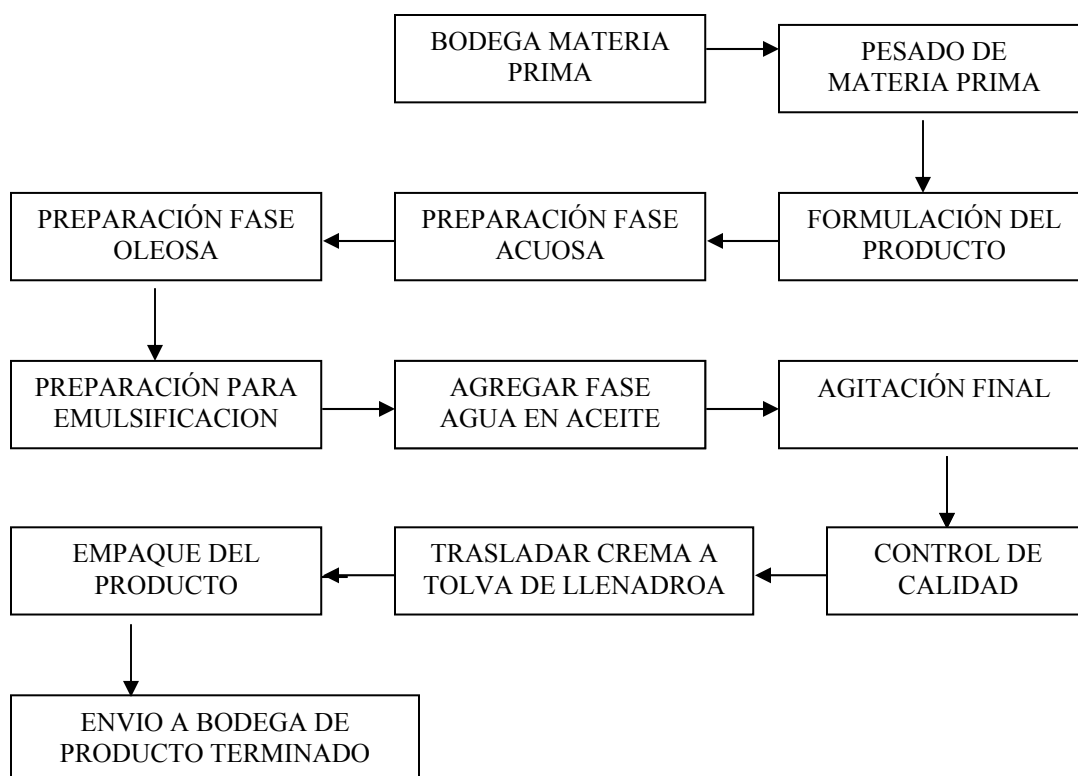 BODEGA MATERIA
PRIMA
PESADO DE
MATERIA PRIMA
FORMULACIÓN DEL
PRODUCTO
PREPARACIÓN FASE
ACUOSA
PREPARACIÓN FASE
OLEOSA
PREPARACIÓN PARA
EMULSIFICACION
AGREGAR FASE
AGUA EN ACEITE
AGITACIÓN FINAL
CONTROL DE
CALIDAD
TRASLADAR CREMA A
TOLVA DE LLENADROA
EMPAQUE DEL
PRODUCTO
ENVIO A BODEGA DE
PRODUCTO TERMINADO